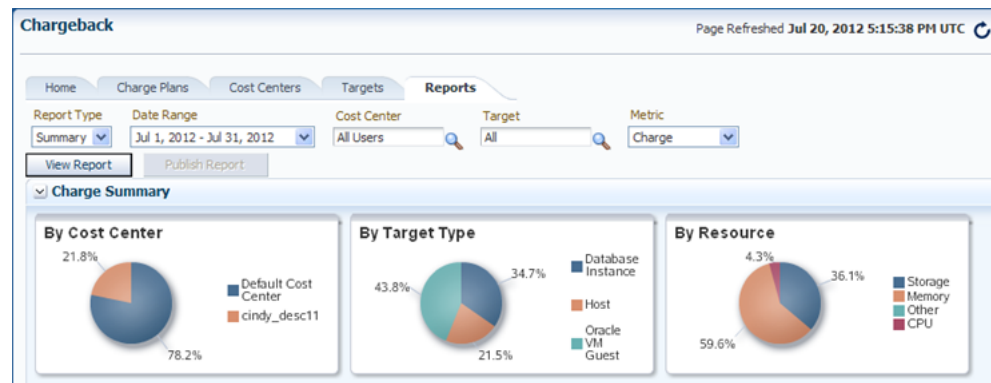 Chargeback
Page Refreshed Jul 20, 2012 5:15:38 PM UTC
Home Charge Plans Cost Centers Targets Reports
Report Type Date Range Cost Center Target Metric
Summary Jul 1, 2012 - Jul 31, 2012 All Users All Charge
View Report Publish Report
Charge Summary
By Cost Center
21.8%
78.2%
Default Cost
Center
cindy_desc11
By Target Type
43.8%
34.7%
21.5%
Database
Instance
Host
Oracle
VM
Guest
By Resource
4.3%
36.1%
59.6%
Storage
Memory
Other
CPU